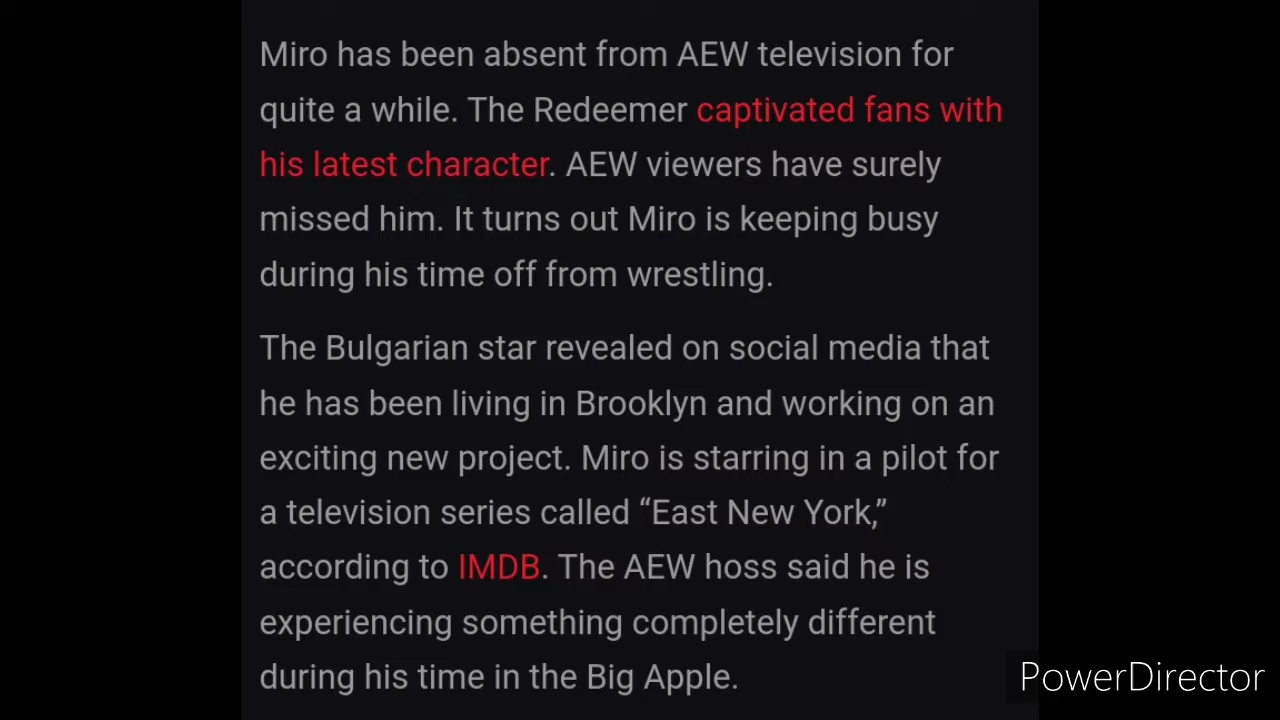 Miro has been absent from AEW television for
quite a while. The Redeemer captivated fans with
his latest character. AEW viewers have surely
missed him. It turns out Miro is keeping busy
during his time off from wrestling.
The Bulgarian star revealed on social media that
he has been living in Brooklyn and working on an
exciting new project. Miro is starring in a pilot for
a television series called “East New York,”
according to IMDB. The AEW hoss said he is
experiencing something completely different
during his time in the Big Apple.
PowerDirector